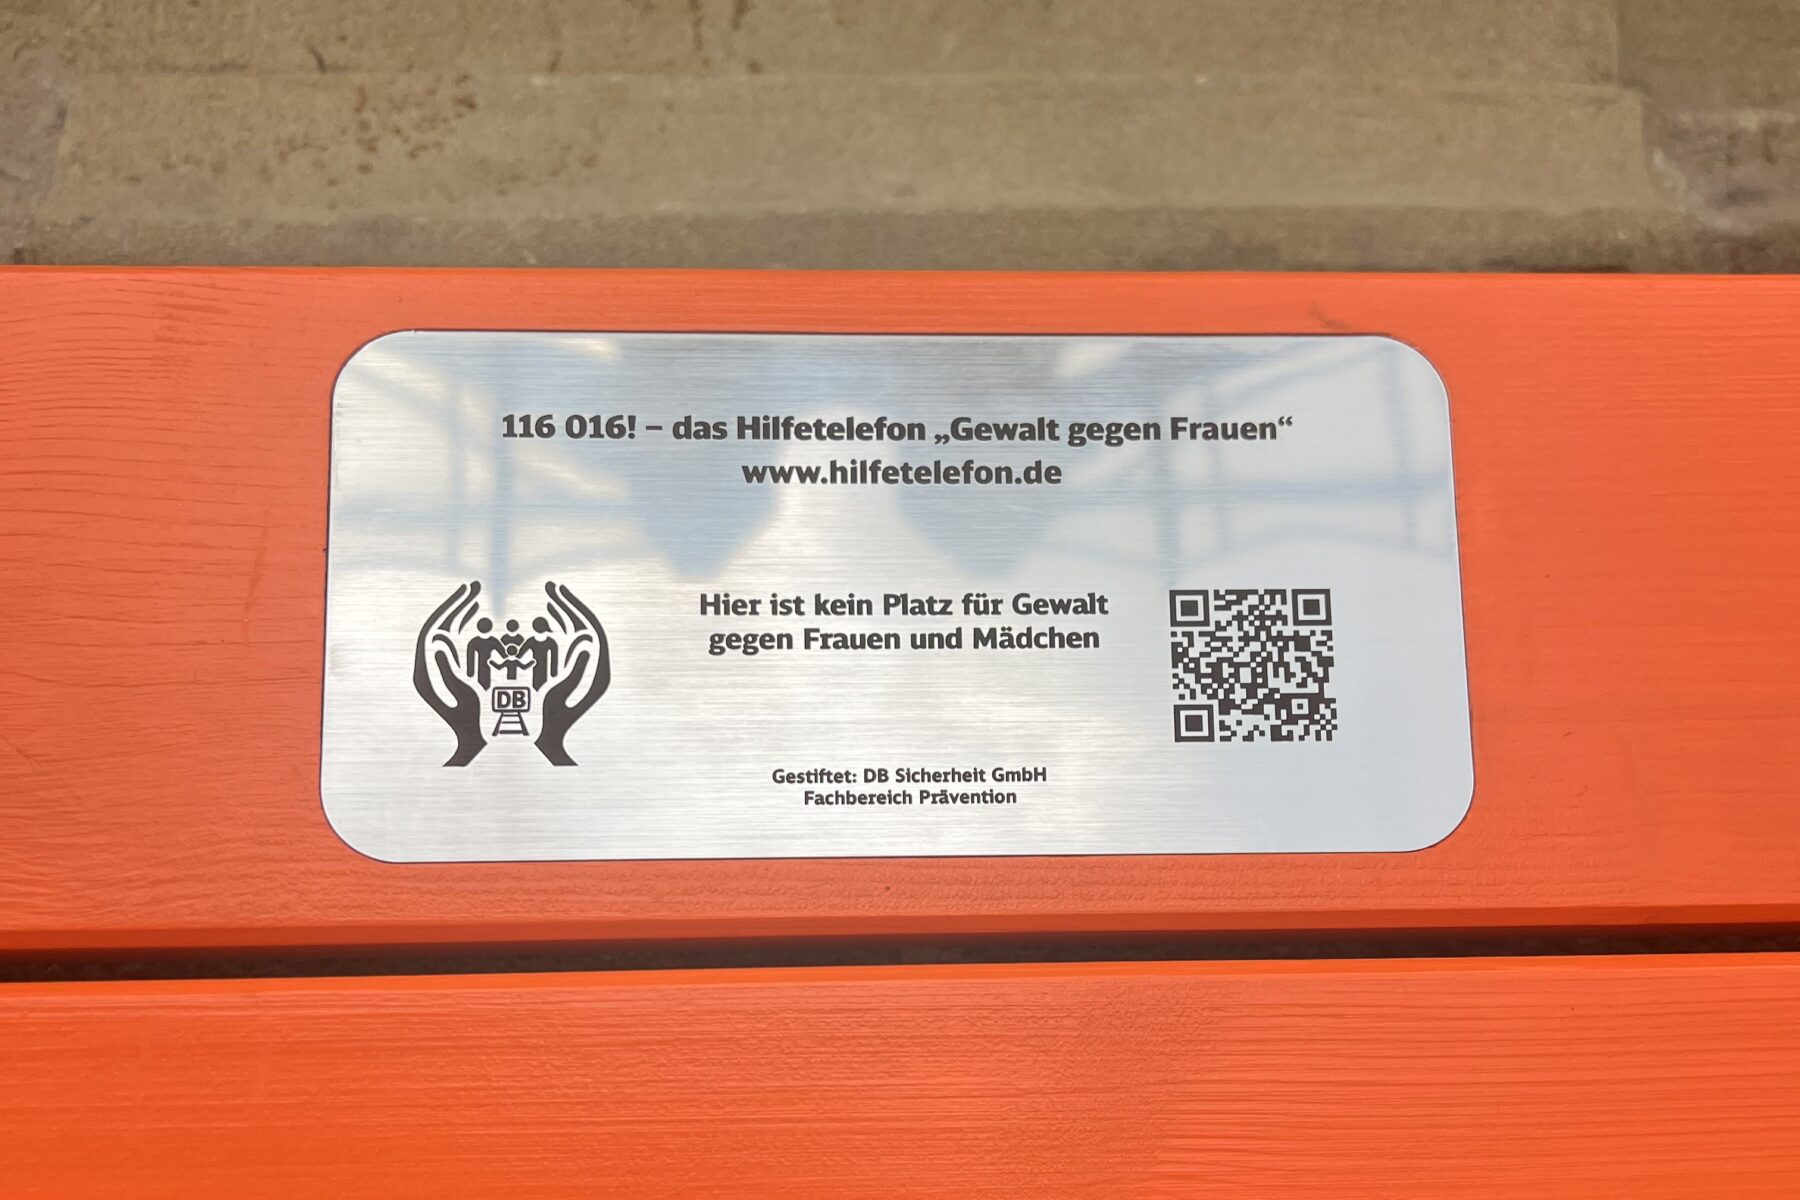 116 016! – das Hilfetelefon „Gewalt gegen Frauen“
www.hilfetelefon.de
Hier ist kein Platz für Gewalt
gegen Frauen und Mädchen
DB
Gestiftet: DB Sicherheit GmbH
Fachbereich Prävention